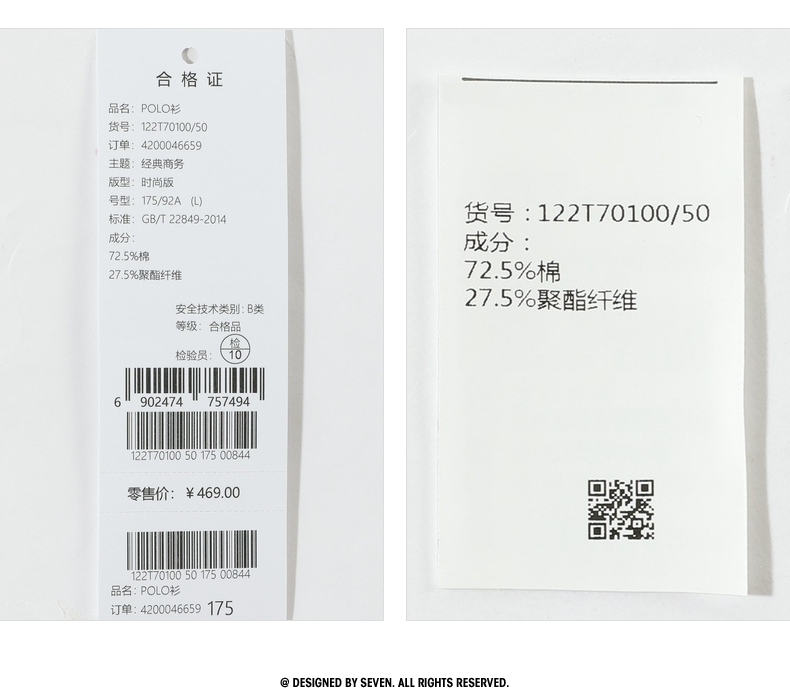 合格证
品名：POLO衫
货号：122T70100/50
订单：4200046659
主题：经典商务
版型：时尚版
号型：175/92A (L)
标准：GB/T 22849-2014
成分：
72.5%棉
27.5%聚酯纤维
安全技术类别：B类
等级：合格品
检验员：检 10
6 902474 757494
122T70100 50 175 00844
零售价：￥469.00
122T70100 50 175 00844
品名：POLO衫
订单：4200046659 175
货号：122T70100/50
成分：
72.5%棉
27.5%聚酯纤维
@ DESIGNED BY SEVEN. ALL RIGHTS RESERVED.